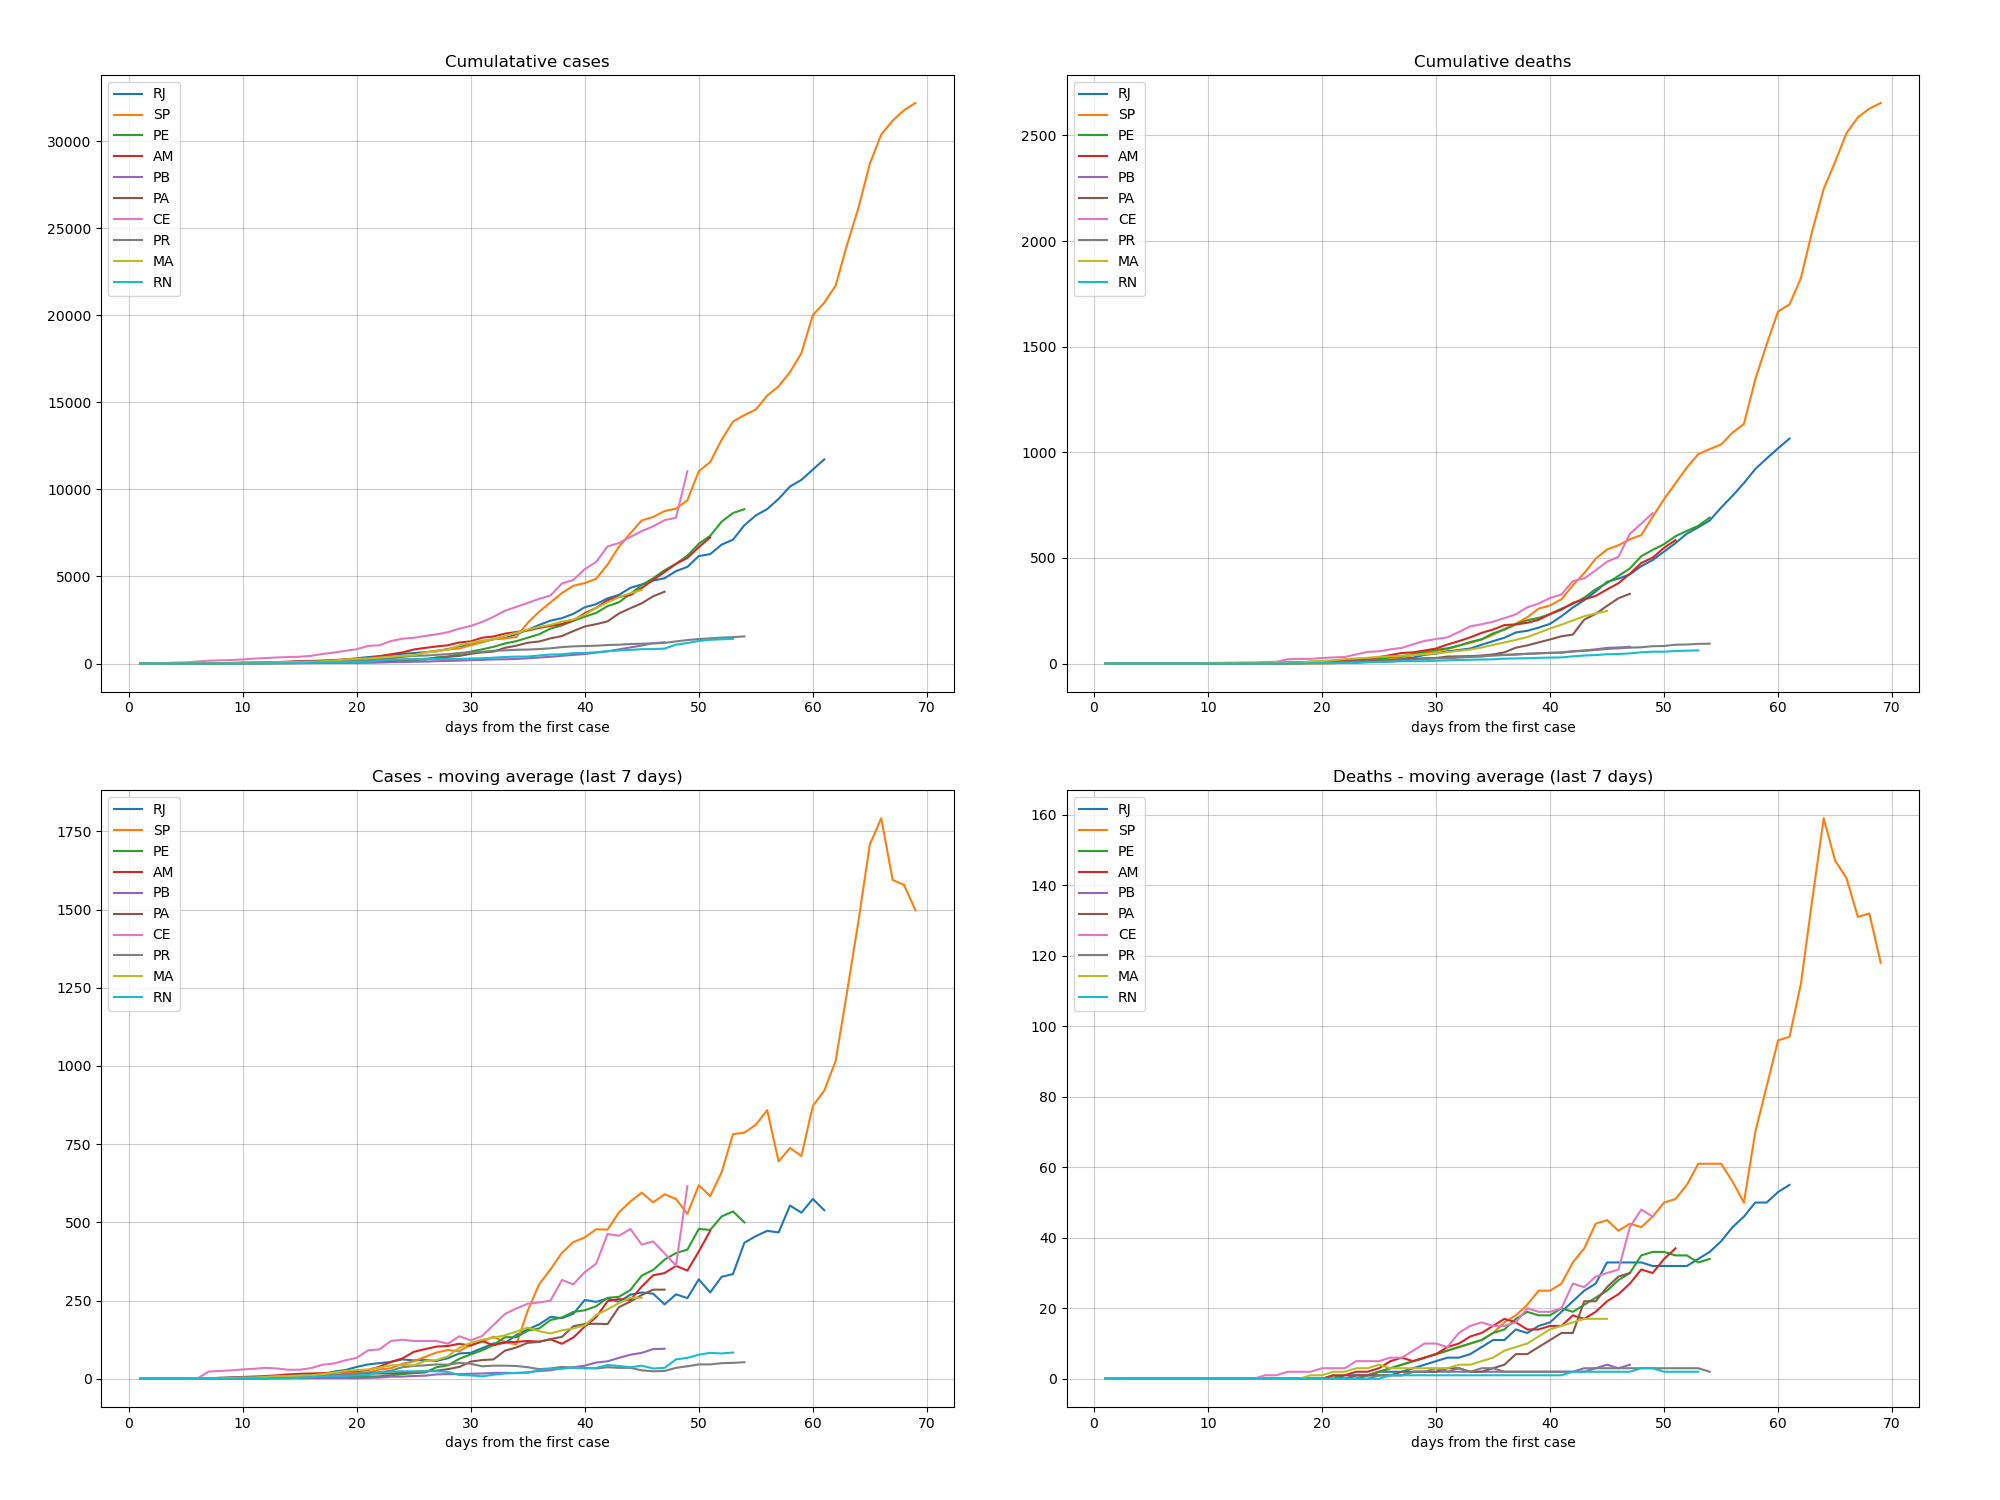 Cumulatative cases
RJ
SP
PE
AM
PB
PA
CE
PR
MA
RN
30000
25000
20000
15000
10000
5000
0
0 10 20 30 40 50 60 70
days from the first case
Cumulative deaths
RJ
SP
PE
AM
PB
PA
CE
PR
MA
RN
2500
2000
1500
1000
500
0
0 10 20 30 40 50 60 70
days from the first case
Cases - moving average (last 7 days)
RJ
SP
PE
AM
PB
PA
CE
PR
MA
RN
1750
1500
1250
1000
750
500
250
0
0 10 20 30 40 50 60 70
days from the first case
Deaths - moving average (last 7 days)
RJ
SP
PE
AM
PB
PA
CE
PR
MA
RN
160
140
120
100
80
60
40
20
0
0 10 20 30 40 50 60 70
days from the first case